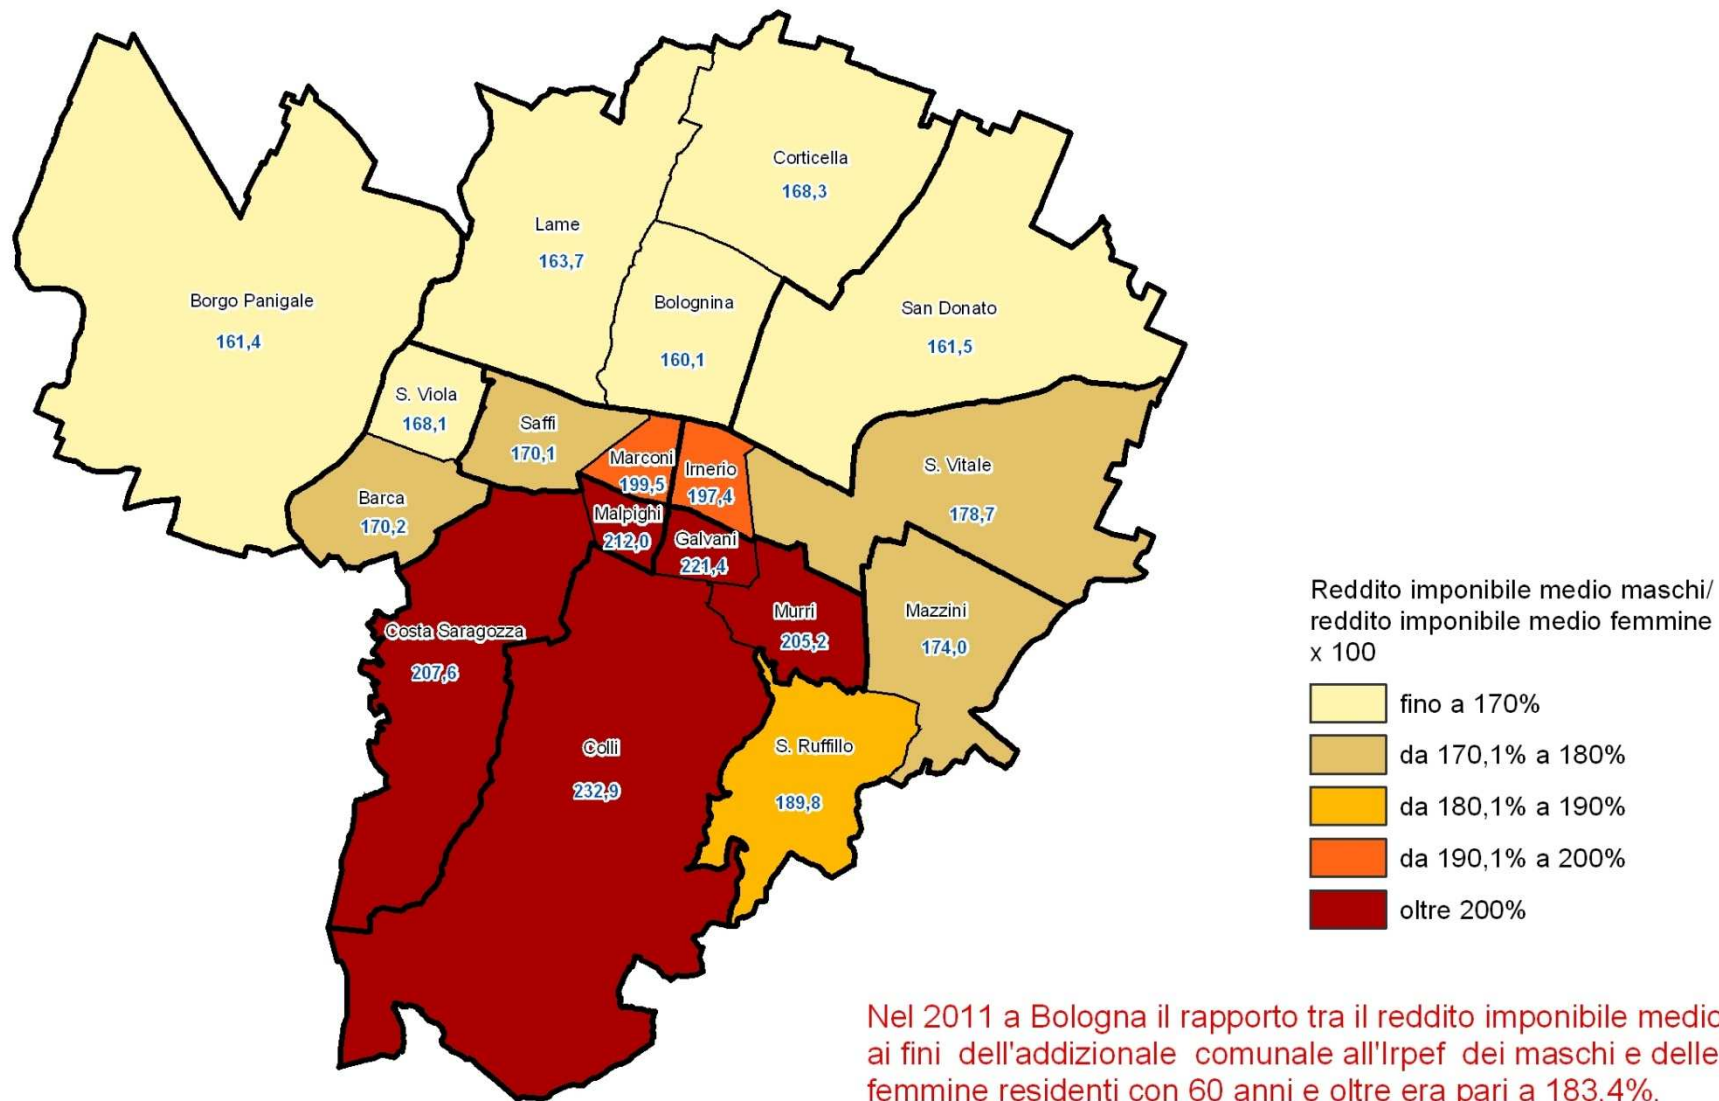 Corticella
168,3
Lame
163,7
Borgo Panigale
161,4
Bolognina
160,1
San Donato
161,5
S. Viola
168,1
Saffi
170,1
Marconi
199,5
Irnerio
197,4
S. Vitale
178,7
Barca
170,2
Malpighi
212,0
Galvani
221,4
Murri
205,2
Mazzini
174,0
Costa Saragozza
207,6
Colli
232,9
S. Ruffillo
189,8
Reddito imponibile medio maschi/
reddito imponibile medio femmine
x 100
fino a 170%
da 170,1% a 180%
da 180,1% a 190%
da 190,1% a 200%
oltre 200%
Nel 2011 a Bologna il rapporto tra il reddito imponibile medio
ai fini dell'addizionale comunale all'Irpef dei maschi e delle
femmine residenti con 60 anni e oltre era pari a 183,4%.